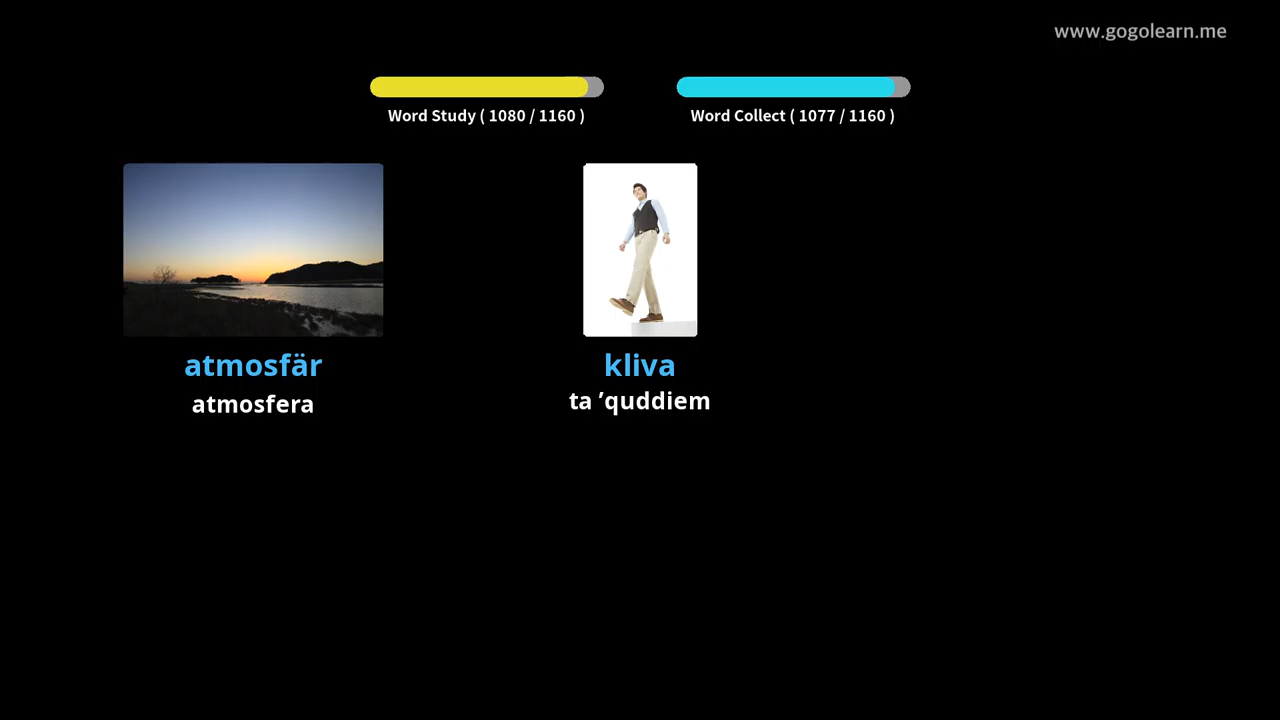 www.gogolearn.me
Word Study ( 1080 / 1160 )
Word Collect ( 1077 / 1160 )
atmosfär
atmosfera
kliva
ta ’quddiem